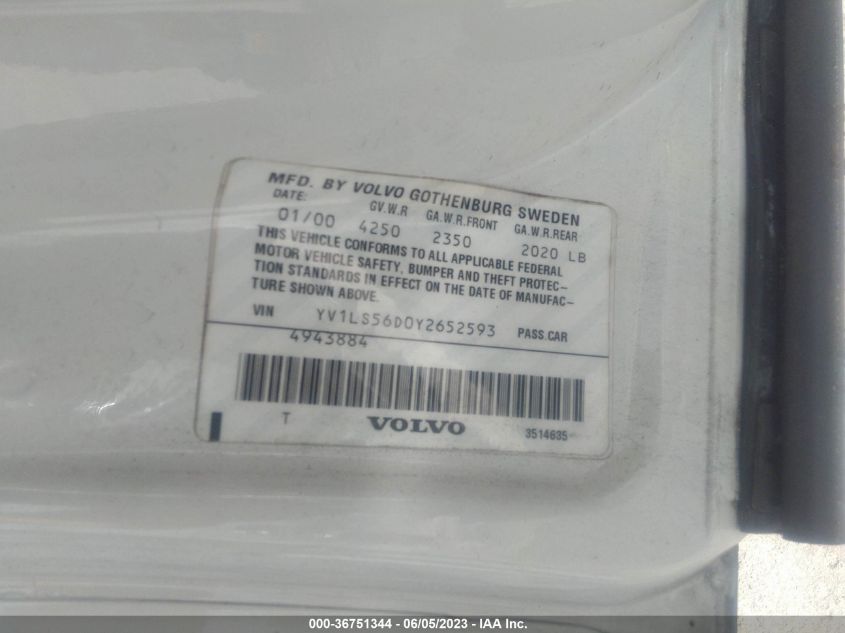 MFD. BY VOLVO GOTHENBURG SWEDEN
DATE: GV.W.R GA.W.R.FRONT GA.W.R.REAR
01/00 4250 2350 2020 LB
THIS VEHICLE CONFORMS TO ALL APPLICABLE FEDERAL
MOTOR VEHICLE SAFETY, BUMPER AND THEFT PROTEC-
TION STANDARDS IN EFFECT ON THE DATE OF MANUFAC-
TURE SHOWN ABOVE.
VIN YV1LS56D0Y2652593 PASS.CAR
4943884
T VOLVO 3514635
000-36751344 - 06/05/2023 - IAA Inc.